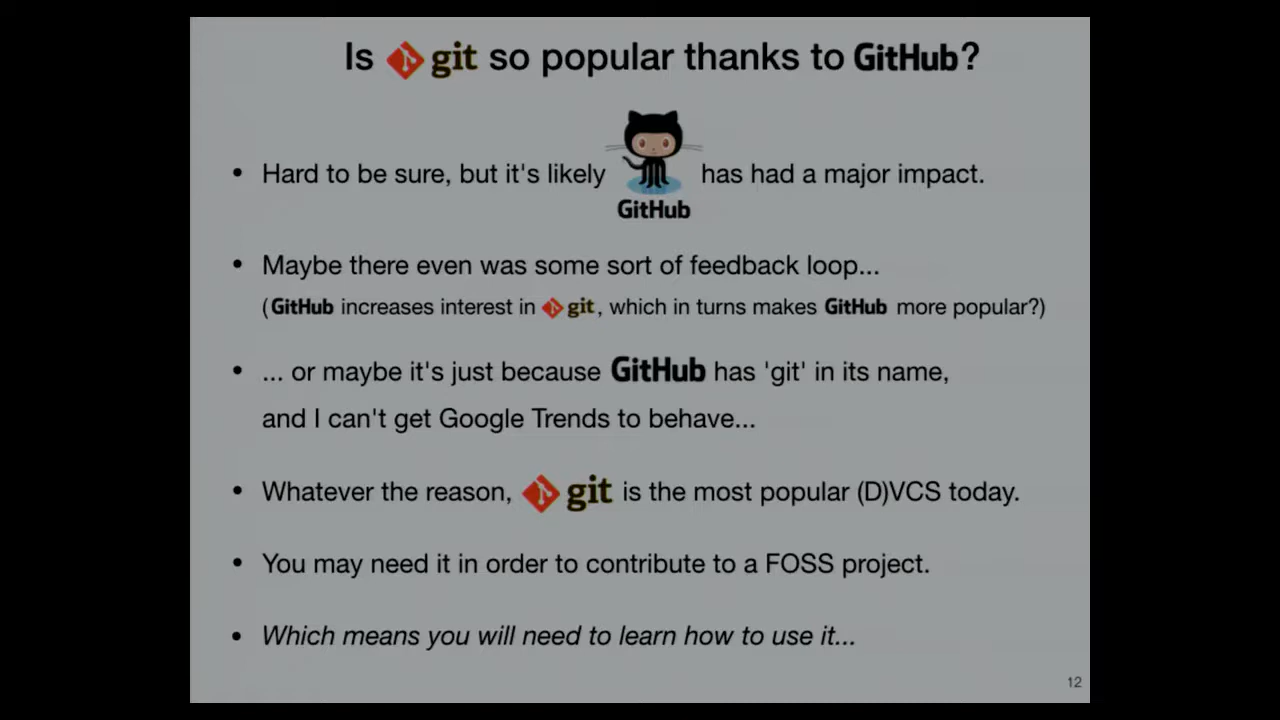 Is git so popular thanks to GitHub?
• Hard to be sure, but it's likely GitHub has had a major impact.
• Maybe there even was some sort of feedback loop...
(GitHub increases interest in git, which in turns makes GitHub more popular?)
• ... or maybe it's just because GitHub has 'git' in its name,
and I can't get Google Trends to behave...
• Whatever the reason, git is the most popular (D)VCS today.
• You may need it in order to contribute to a FOSS project.
• Which means you will need to learn how to use it...
12